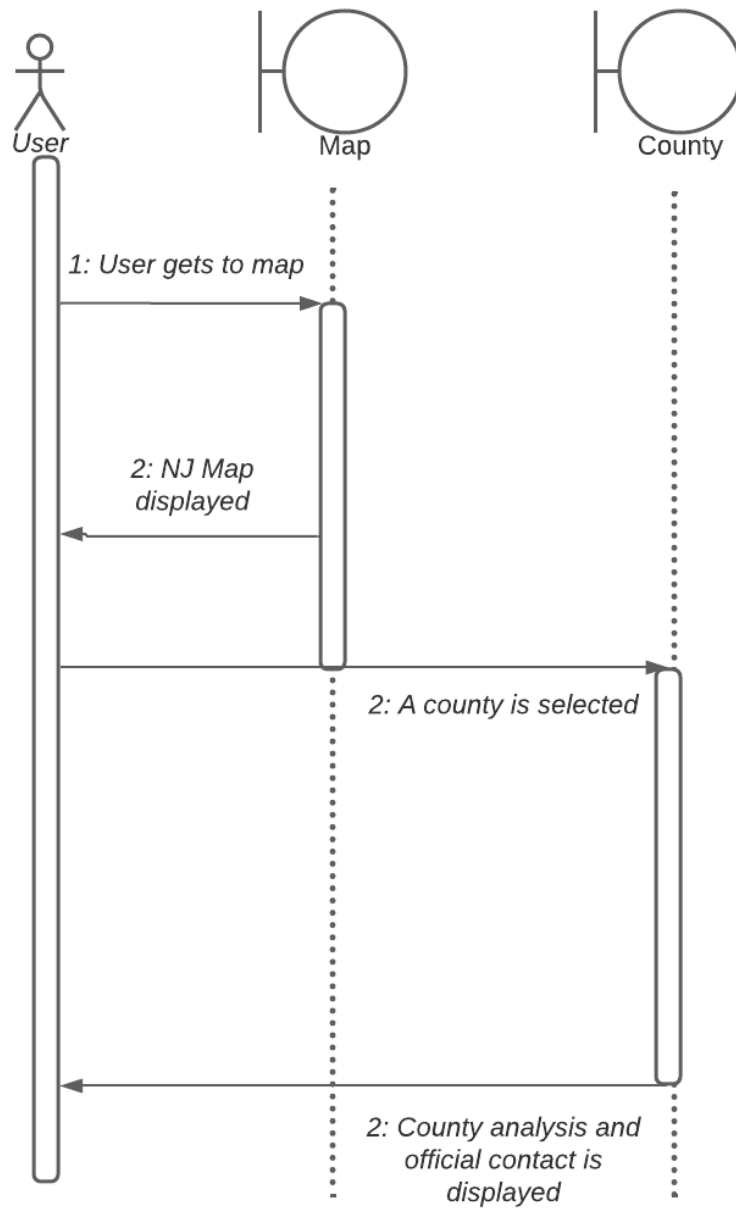 User
Map
County
1: User gets to map
2: NJ Map
displayed
2: A county is selected
2: County analysis and
official contact is
displayed